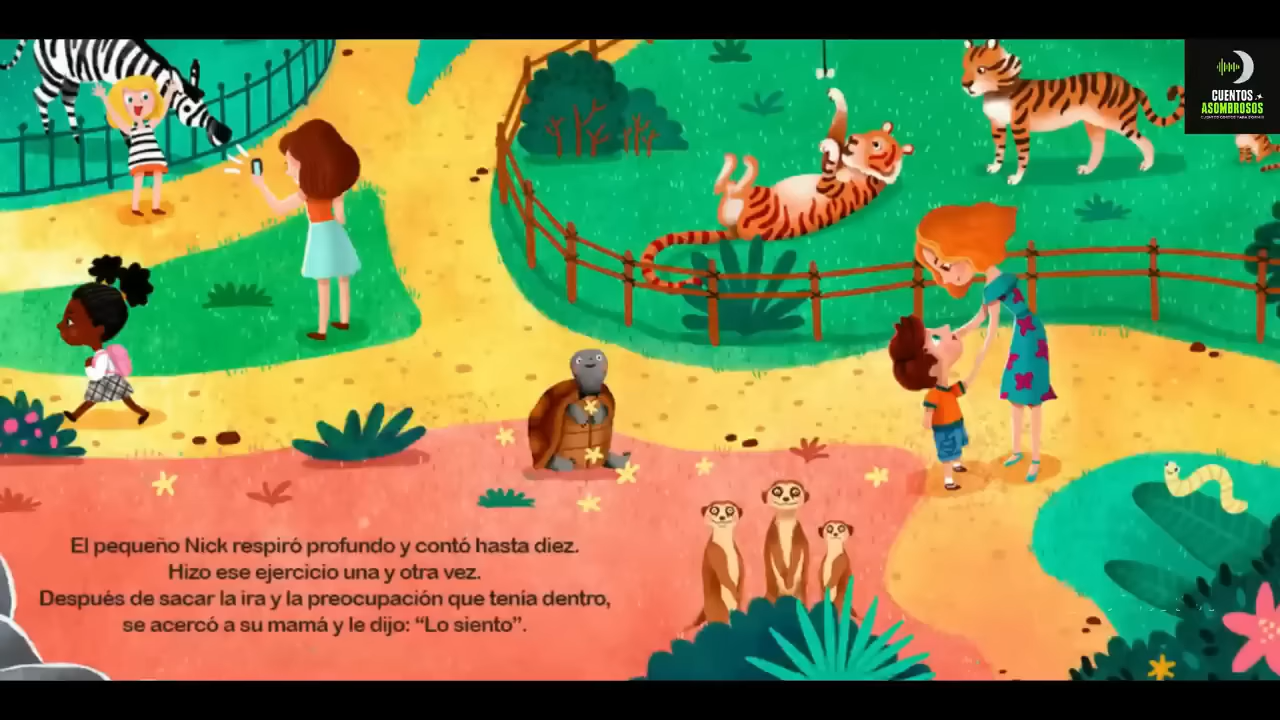 CUENTOS
ASOMBROSOS
El pequeño Nick respiró profundo y contó hasta diez.
Hizo ese ejercicio una y otra vez.
Después de sacar la ira y la preocupación que tenía dentro,
se acercó a su mamá y le dijo: “Lo siento”.